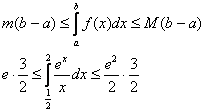 m(b − a) ≤ ∫_a^b f(x)dx ≤ M(b − a)
e · 3/2 ≤ ∫_{1/2}^2 e^x/x dx ≤ e^2/2 · 3/2